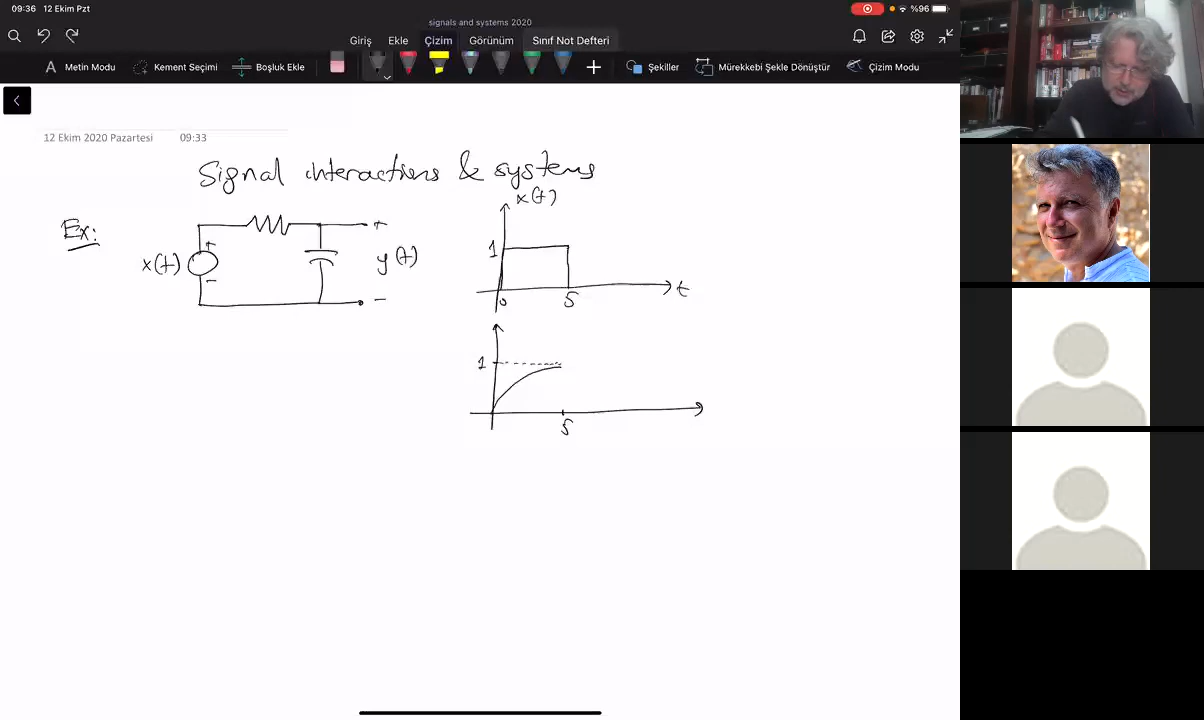 09:36 12 Ekim Pzt
%96
signals and systems 2020
Giriş Ekle Çizim Görünüm Sınıf Not Defteri
A Metin Modu Kement Seçimi Boşluk Ekle Şekiller Mürekkebi Şekle Dönüştür Çizim Modu
12 Ekim 2020 Pazartesi 09:33
Signal interactions & systems
Ex:
x(t)
+
-
+
y(t)
-
x(t)
1
0
5
t
1
5